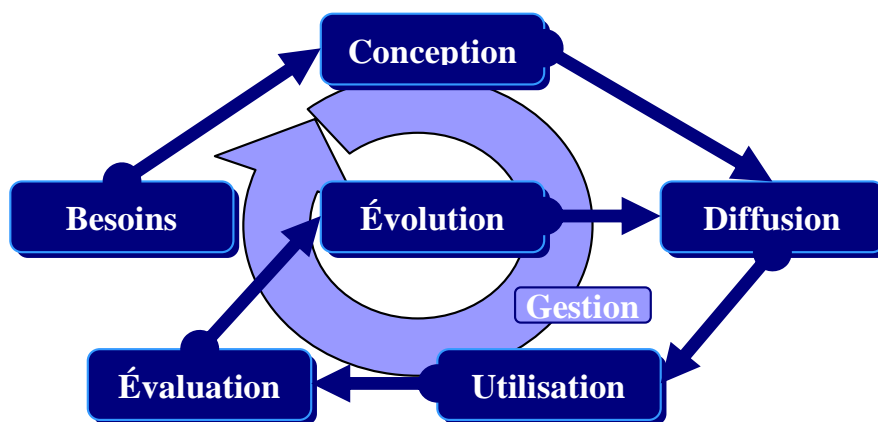 Conception
Besoins
Évolution
Diffusion
Gestion
Évaluation
Utilisation